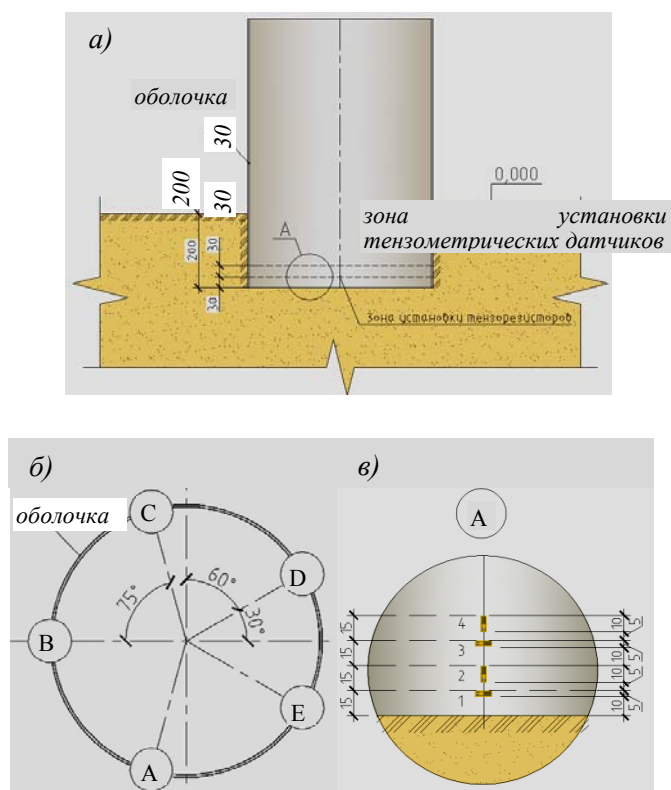 а)
оболочка
30
200
30
0,000
зона установки
тензометрических датчиков
А
200
30
30
Зона установки тензорезисторов
б)
оболочка
C
D
B
E
A
75°
60°
30°
в)
А
4
3
2
1
15
15
15
15
10
5
10
5
10
5
10
5